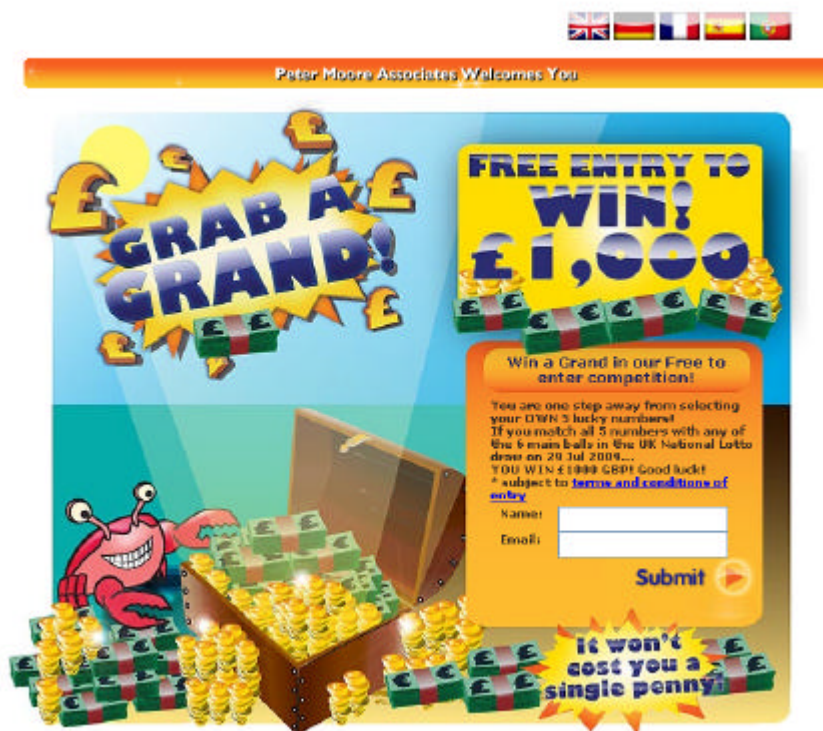 Peter Moore Associates Welcomes You
GRAB A
GRAND!
FREE ENTRY TO
WIN!
£1,000
Win a Grand in our Free to
enter competition!
You are one step away from selecting
your OWN 5 lucky numbers!
If you match all 5 numbers with any of
the 6 main balls in the UK National Lotto
draw on 29 Jul 2009...
YOU WIN £1000 GBP! Good luck!
* subject to terms and conditions of
entry
Name:
Email:
Submit
it won't
cost you a
single penny!